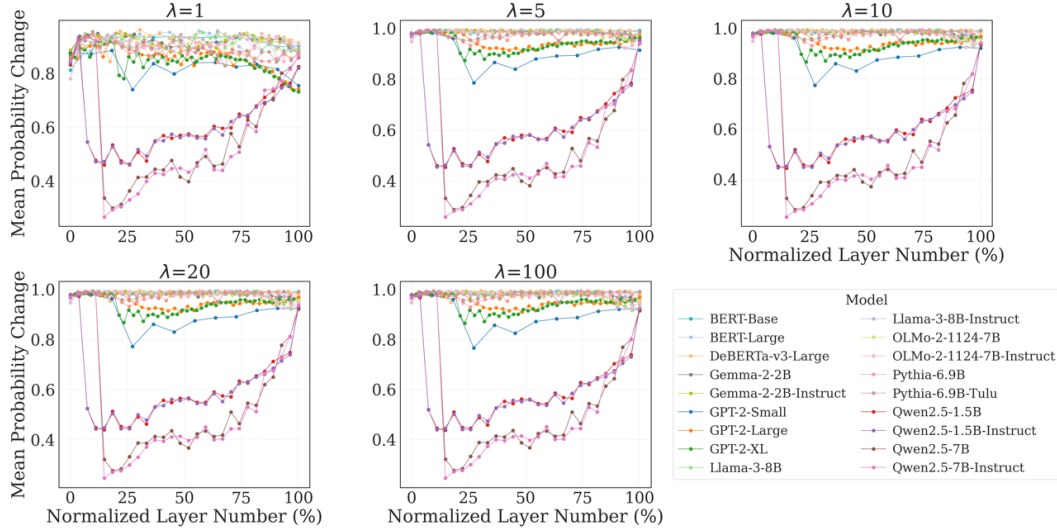 λ=1
λ=5
λ=10
Mean Probability Change
1.0
0.8
0.6
0.4
0 25 50 75 100
1.0
0.8
0.6
0.4
0 25 50 75 100
1.0
0.8
0.6
0.4
0 25 50 75 100
Normalized Layer Number (%)
λ=20
λ=100
Mean Probability Change
1.0
0.8
0.6
0.4
0 25 50 75 100
Normalized Layer Number (%)
1.0
0.8
0.6
0.4
0 25 50 75 100
Normalized Layer Number (%)
Model
BERT-Base
BERT-Large
DeBERTa-v3-Large
Gemma-2-2B
Gemma-2-2B-Instruct
GPT-2-Small
GPT-2-Large
GPT-2-XL
Llama-3-8B
Llama-3-8B-Instruct
OLMo-2-1124-7B
OLMo-2-1124-7B-Instruct
Pythia-6.9B
Pythia-6.9B-Tulu
Qwen2.5-1.5B
Qwen2.5-1.5B-Instruct
Qwen2.5-7B
Qwen2.5-7B-Instruct